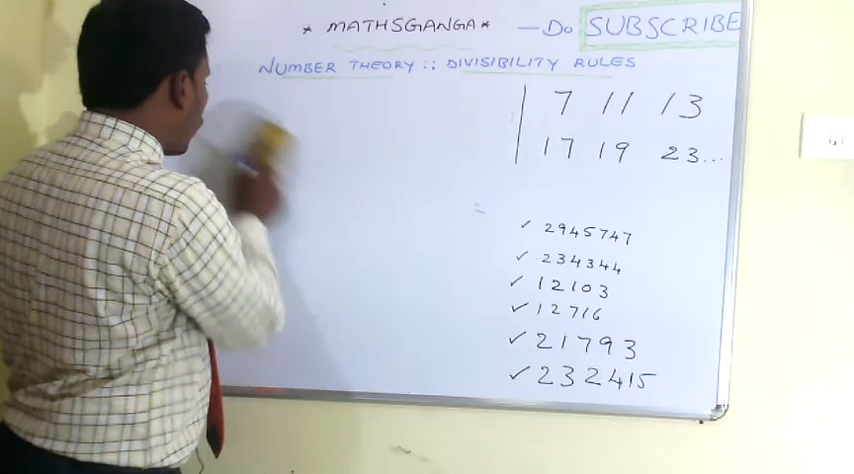 * MATHSGANGA * - Do SUBSCRIBE
NUMBER THEORY :: DIVISIBILITY RULES
7 11 13
17 19 23...
=
✓ 2945747
✓ 234344
✓ 12103
✓ 12716
✓ 21793
✓ 232415